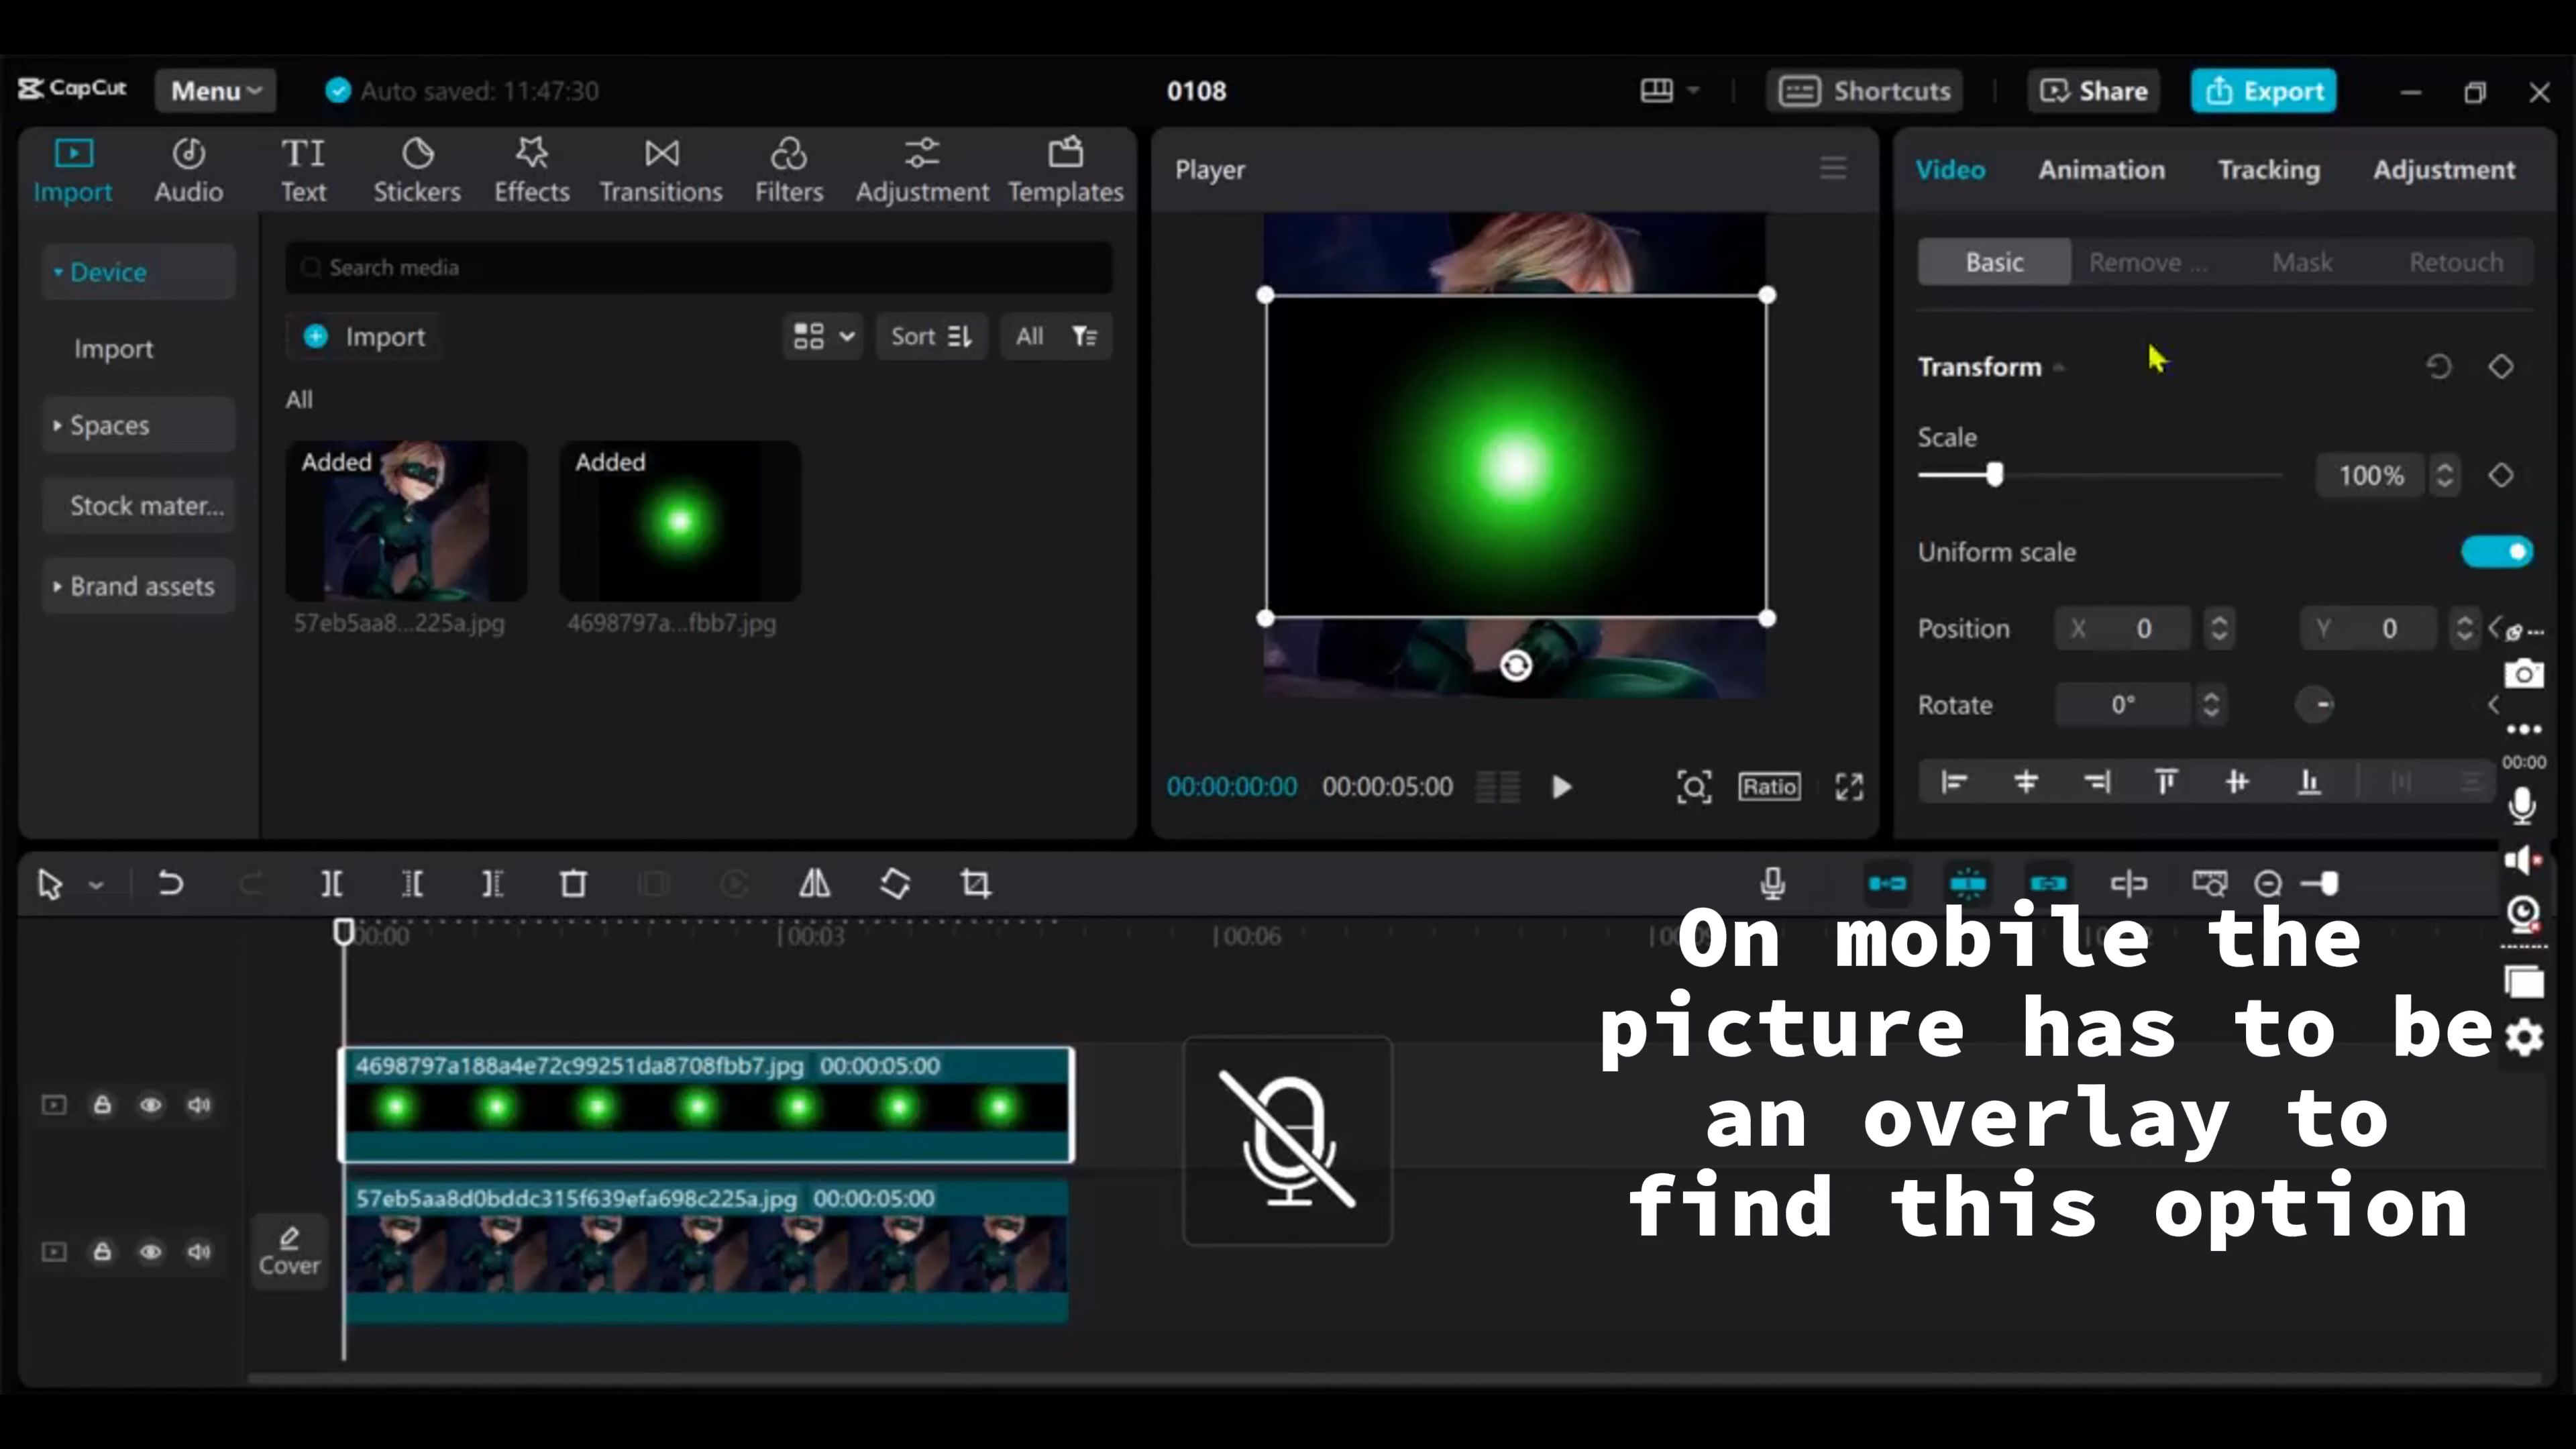 CapCut Menu Auto saved: 11:47:30 0108 Shortcuts Share Export
Import Audio Text Stickers Effects Transitions Filters Adjustment Templates
Device
Import
Spaces
Stock mater...
Brand assets
Search media
Import Sort All
All
Added Added
57eb5aa8...225a.jpg 4698797a...fbb7.jpg
Player
00:00:00:00 00:00:05:00 Ratio
Video Animation Tracking Adjustment
Basic Remove ... Mask Retouch
Transform
Scale
100%
Uniform scale
Position X 0 Y 0
Rotate 0°
00:00
00:00 00:03 00:06
4698797a188a4e72c99251da8708fbb7.jpg 00:00:05:00
57eb5aa8d0bddc315f639efa698c225a.jpg 00:00:05:00
Cover
On mobile the
picture has to be
an overlay to
find this option